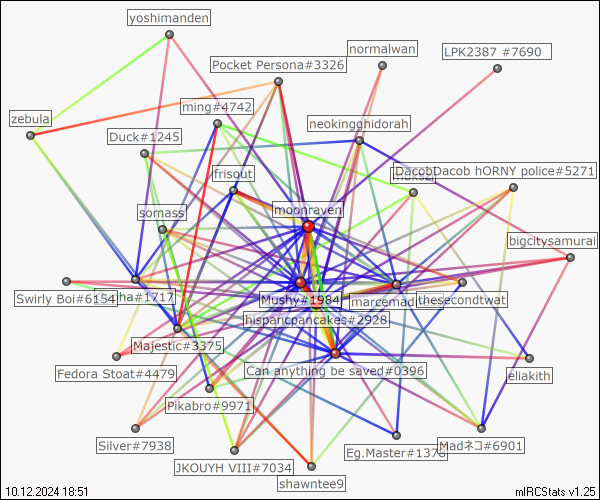 yoshimanden
normalwan
LPK2387 #7690
Pocket Persona#3326
ming#4742
zebula
neokingghidorah
Duck#1245
frisout
DacobDacob hORNY police#5271
moonraven
somass
bigcitysamurai
Swirly Boi#6154
#1717
Mushy#1984
marcemad
thesecondtwat
hispancpancakes#2928
Majestic#3375
Fedora Stoat#4479
Can anything be saved#0396
eliakith
Pikabro#9971
Silver#7938
Eg.Master#1376
Madネコ#6901
JKOUYH VIII#7034
shawntee9
10.12.2024 18:51
mIRCStats v1.25